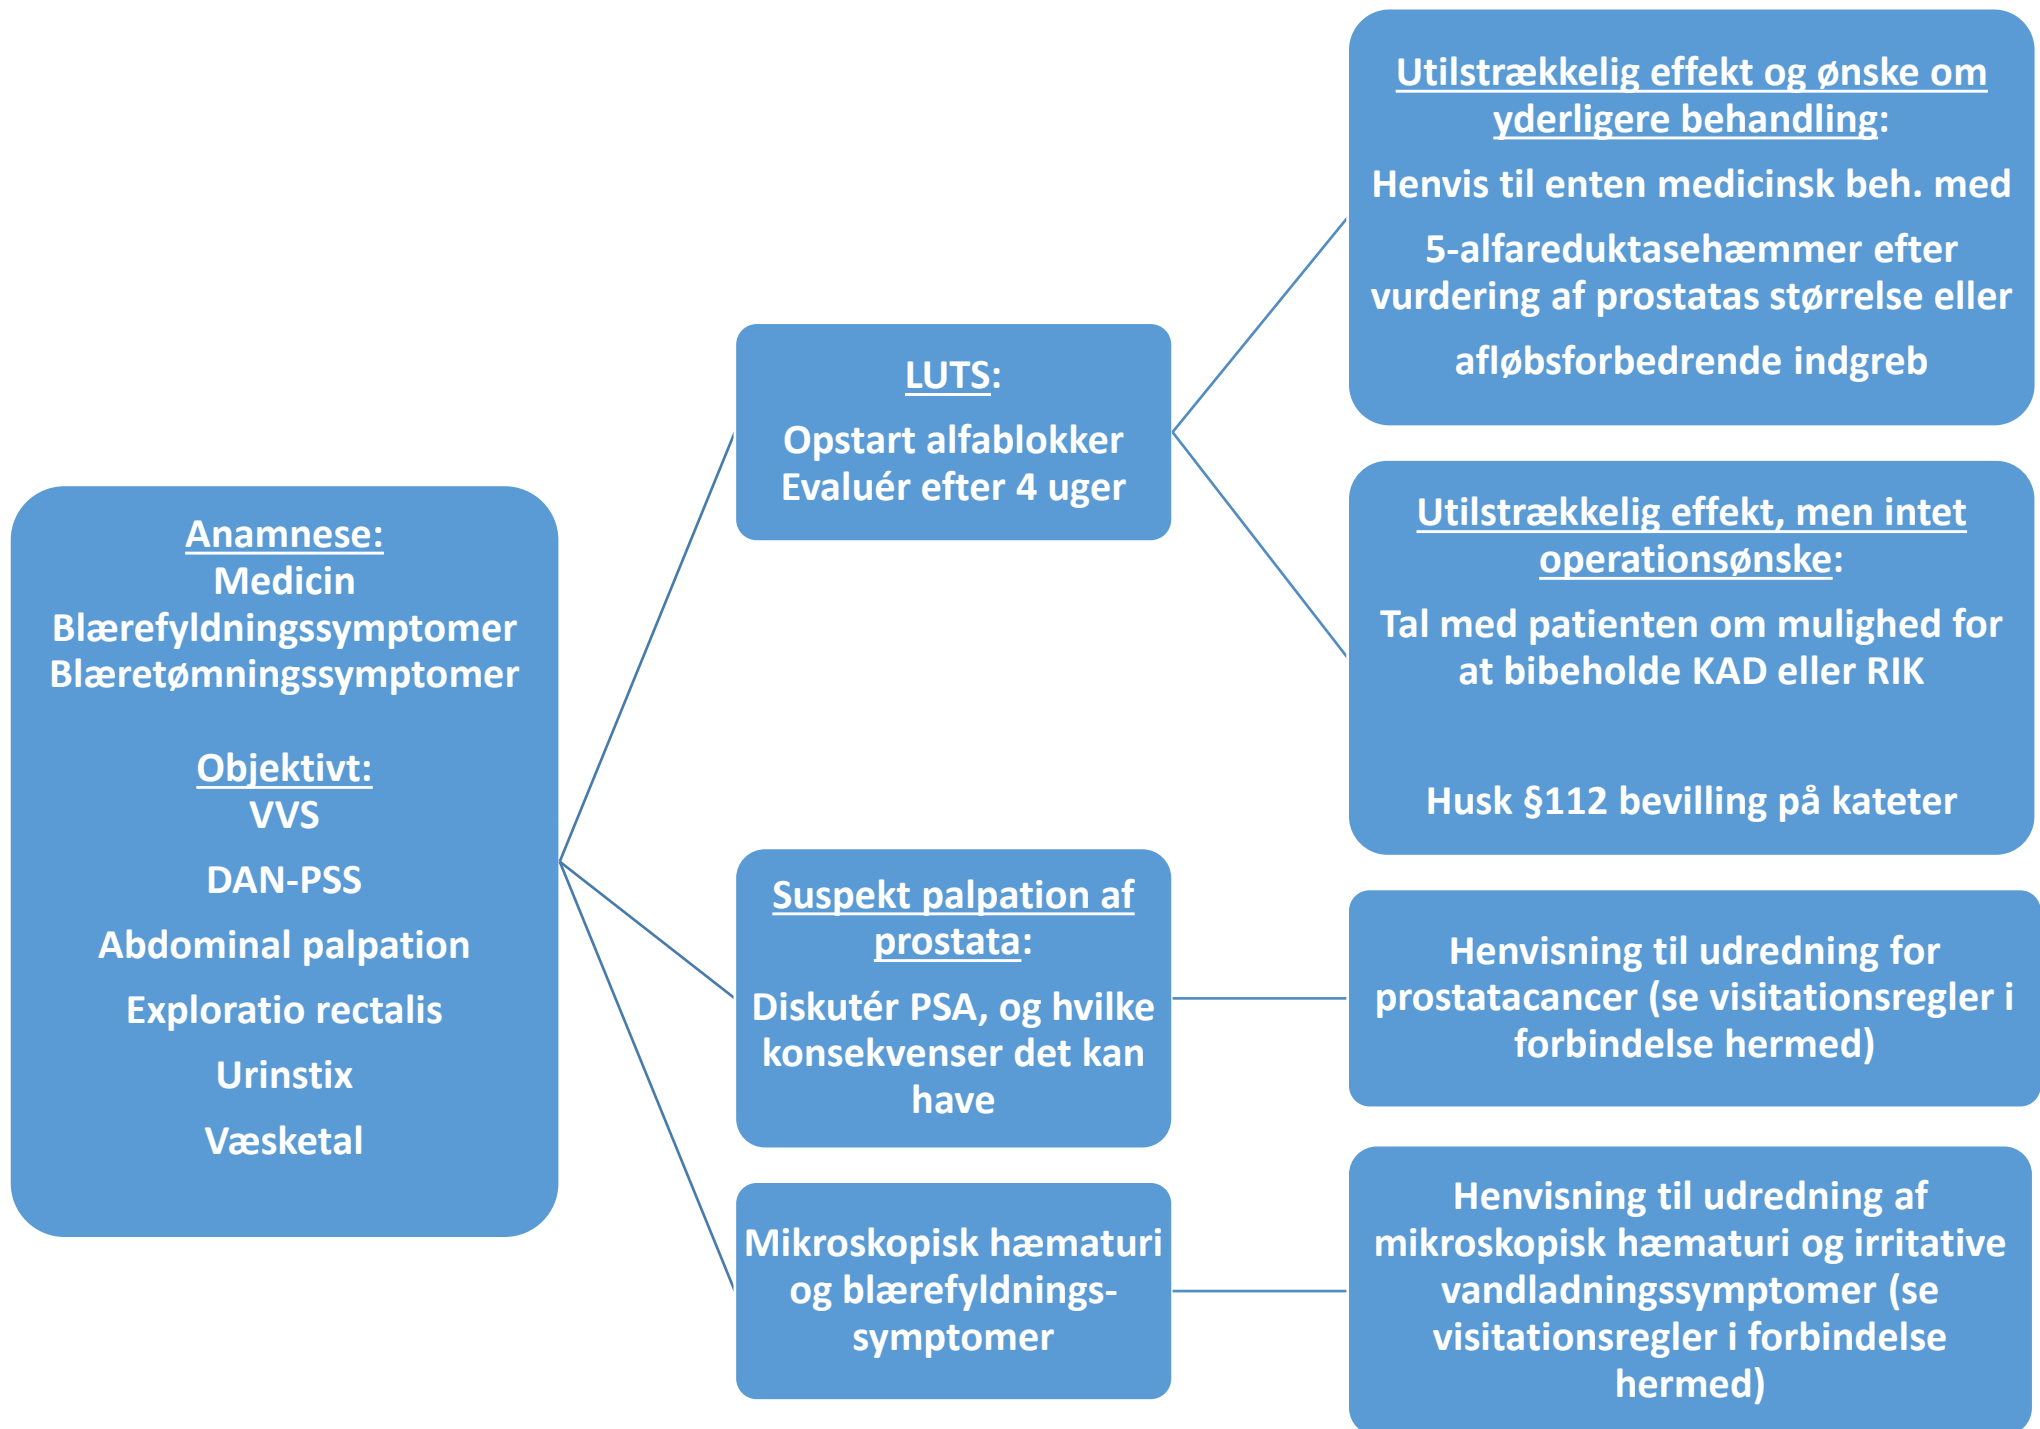 Anamnese:
Medicin
Blærefyldningssymptomer
Blæretømningssymptomer
Objektivt:
VVS
DAN-PSS
Abdominal palpation
Exploratio rectalis
Urinstix
Væsketal
LUTS:
Opstart alfablokker
Evaluér efter 4 uger
Utilstrækkelig effekt og ønske om
yderligere behandling:
Henvis til enten medicinsk beh. med
5-alfareduktasehæmmer efter
vurdering af prostatas størrelse eller
afløbsforbedrende indgreb
Utilstrækkelig effekt, men intet
operationsønske:
Tal med patienten om mulighed for
at bibeholde KAD eller RIK
Husk §112 bevilling på kateter
Suspekt palpation af
prostata:
Diskutér PSA, og hvilke
konsekvenser det kan
have
Henvisning til udredning for
prostatacancer (se visitationsregler i
forbindelse hermed)
Mikroskopisk hæmaturi
og blærefyldnings-
symptomer
Henvisning til udredning af
mikroskopisk hæmaturi og irritative
vandladningssymptomer (se
visitationsregler i forbindelse
hermed)